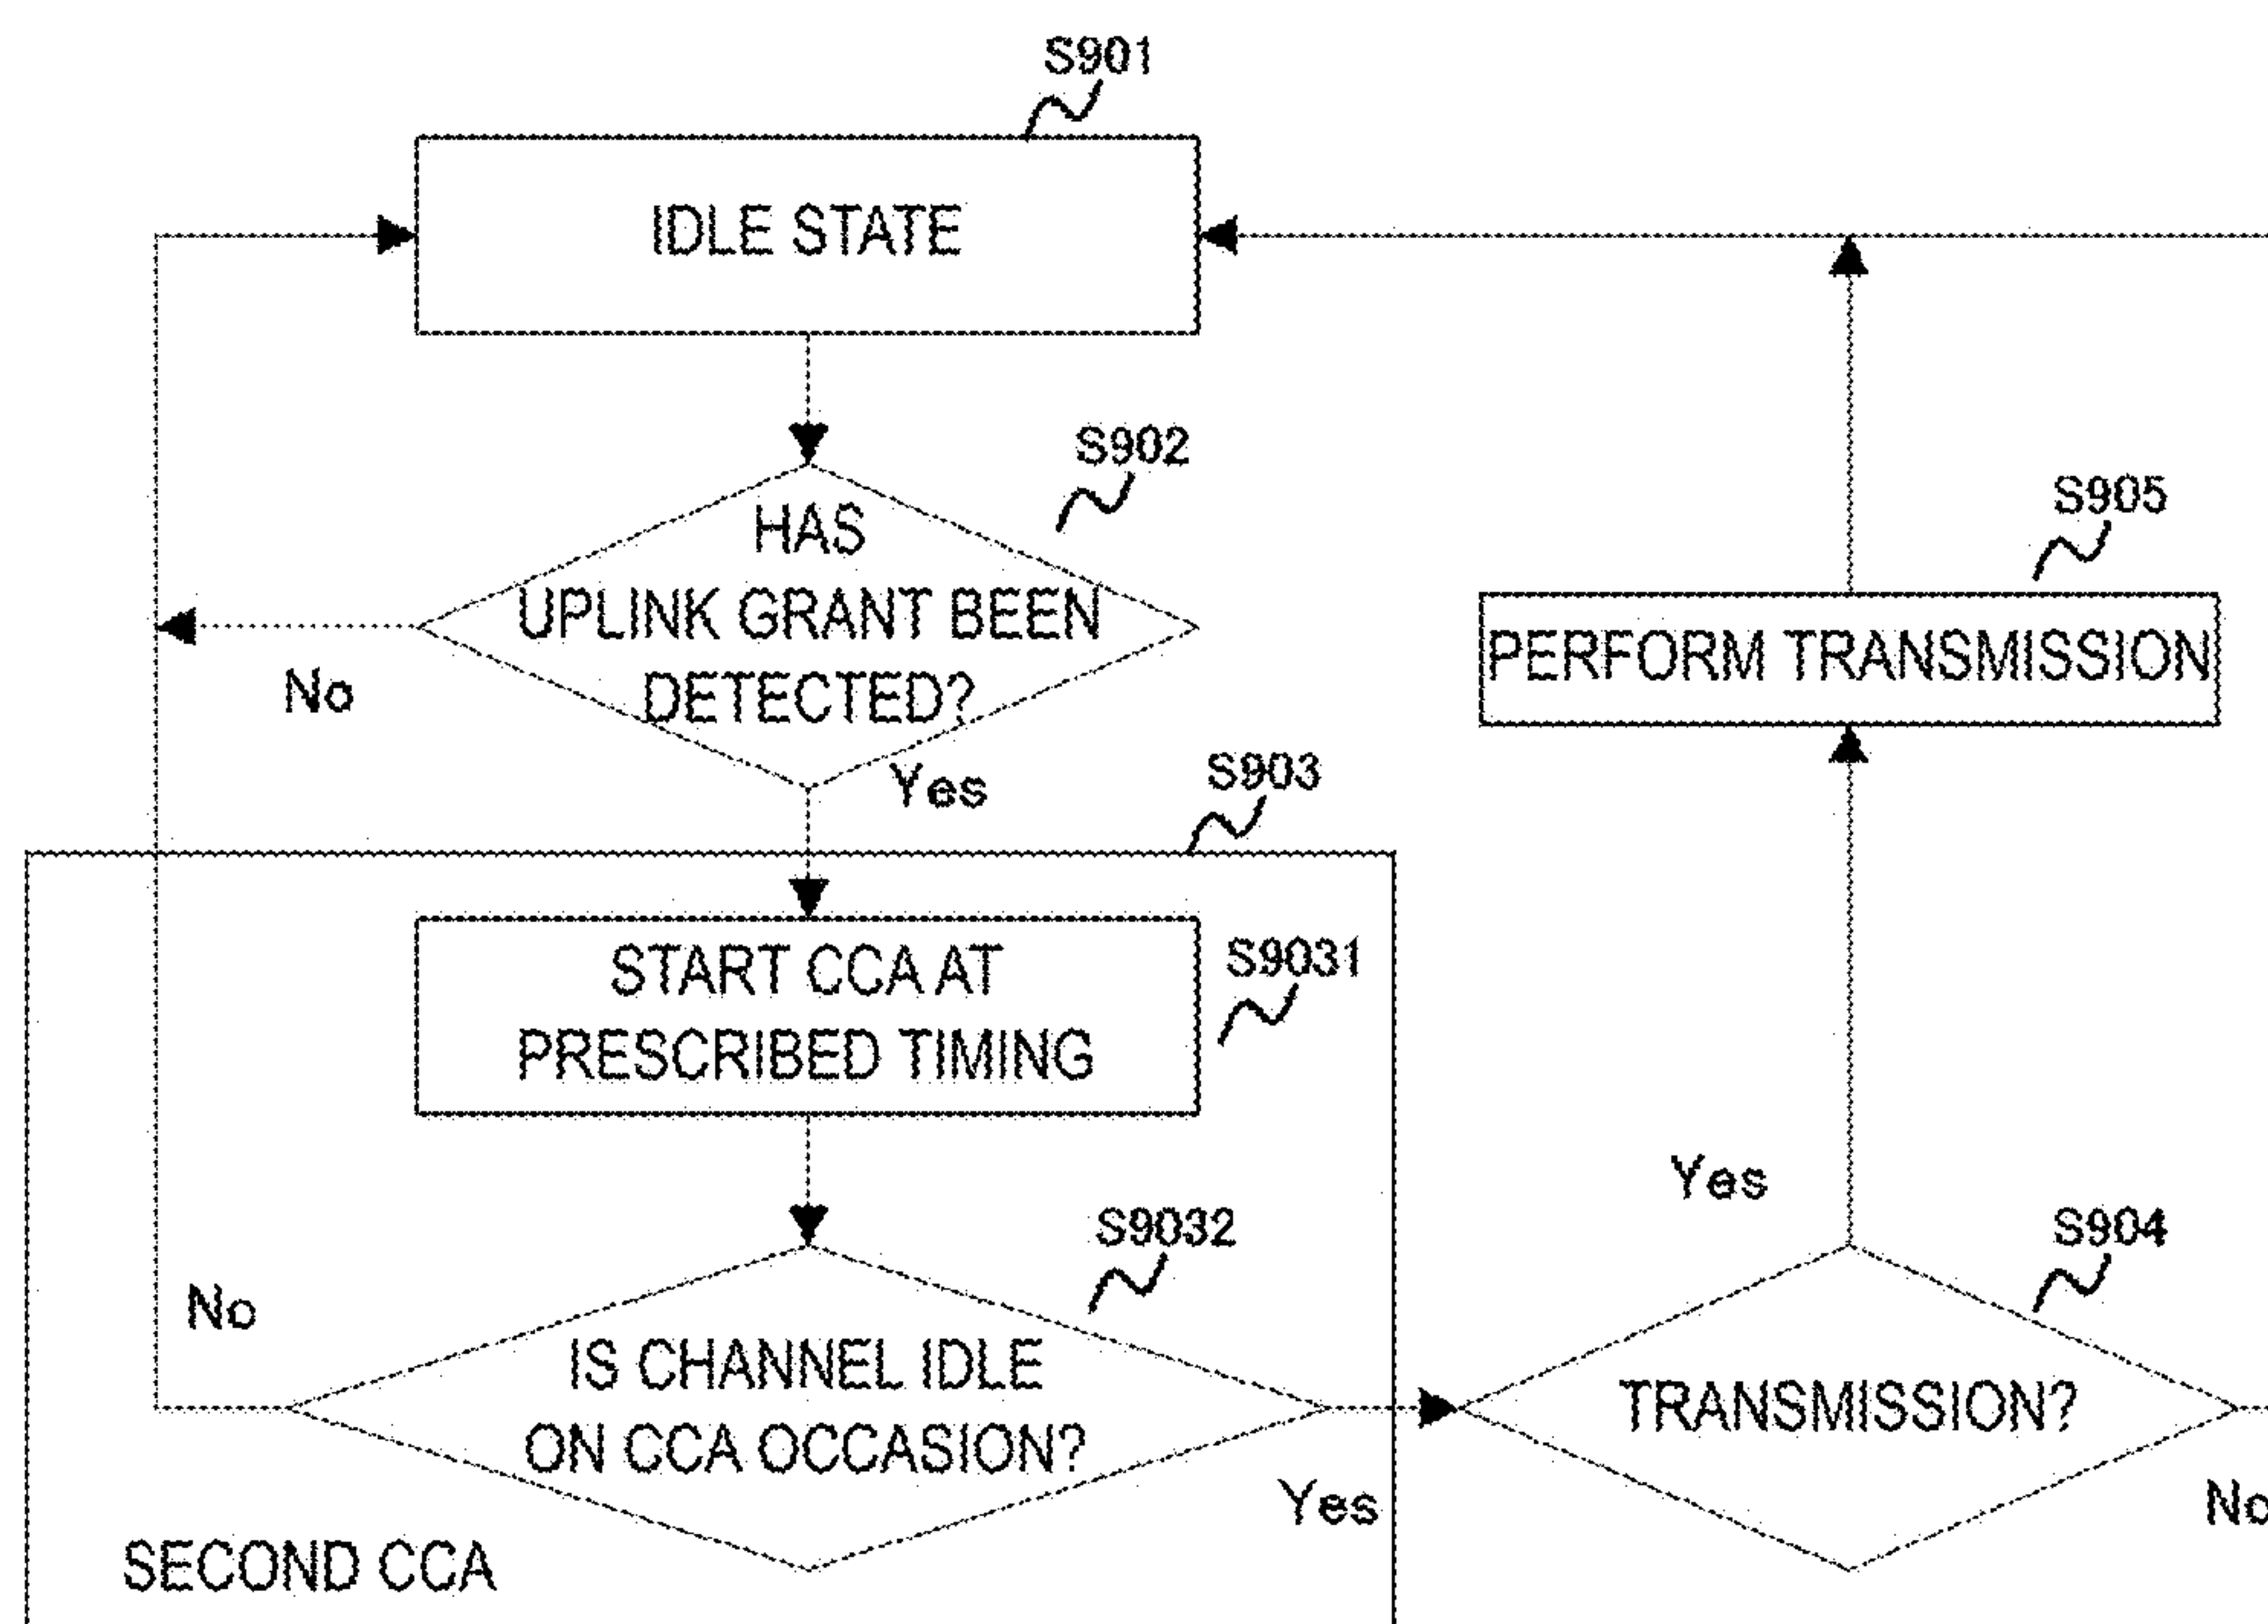 S901
IDLE STATE
S902
HAS
UPLINK GRANT BEEN
DETECTED?
No
Yes
S905
PERFORM TRANSMISSION
S903
START CCA AT
PRESCRIBED TIMING
S9031
S9032
No
IS CHANNEL IDLE
ON CCA OCCASION?
Yes
SECOND CCA
Yes
S904
TRANSMISSION?
No